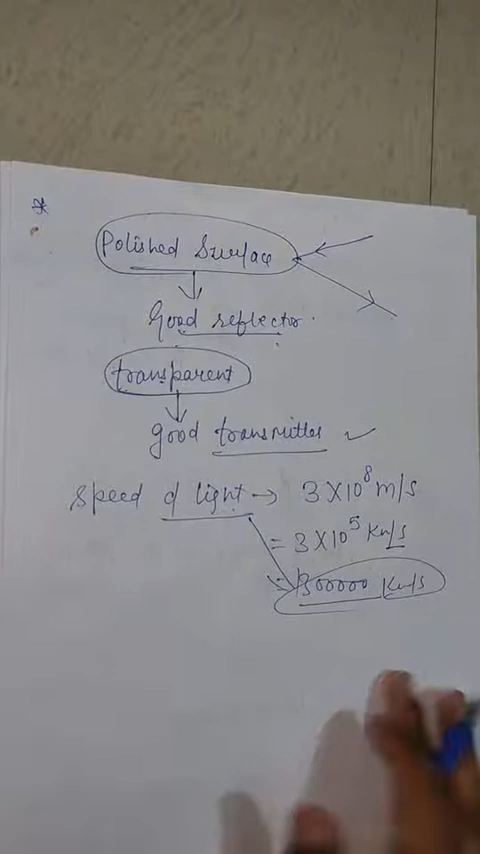 *
Polished Surface
Good reflector.
transparent
good transmitter ✓
Speed of light → 3 X 10⁸ m/s
= 3 X 10⁵ Km/s
= 300000 Km/s